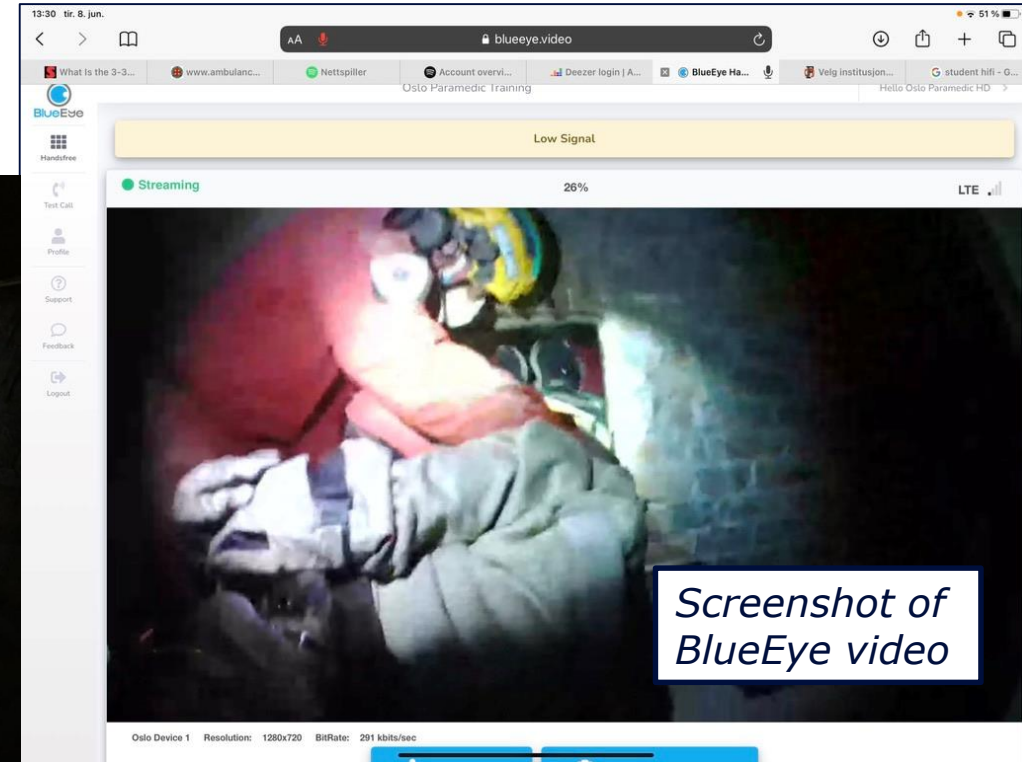 13:30 tir. 8. jun.
51 %
AA
blueeye.video
What Is the 3-3...
www.ambulanc...
Nettspiller
Account overvi...
Deezer login | A...
BlueEye Ha...
Velg institusjon...
student hifi - G...
BlueEye
Oslo Paramedic Training
Hello Oslo Paramedic HD >
Low Signal
Handsfree
Streaming
26%
LTE
Test Call
Profile
Support
Feedback
Logout
Screenshot of
BlueEye video
Oslo Device 1 Resolution: 1280x720 BitRate: 291 kbits/sec